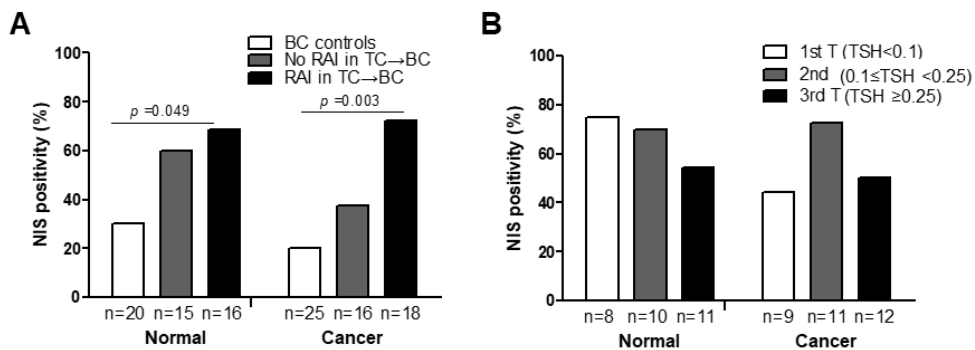 A
BC controls
No RAI in TC→BC
RAI in TC→BC
p =0.049
p =0.003
NIS positivity (%)
100
80
60
40
20
0
n=20 n=15 n=16 n=25 n=16 n=18
Normal Cancer
B
1st T (TSH<0.1)
2nd (0.1≤TSH <0.25)
3rd T (TSH ≥0.25)
NIS positivity (%)
100
80
60
40
20
0
n=8 n=10 n=11 n=9 n=11 n=12
Normal Cancer